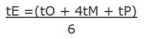 tE =(tO + 4tM + tP)
6